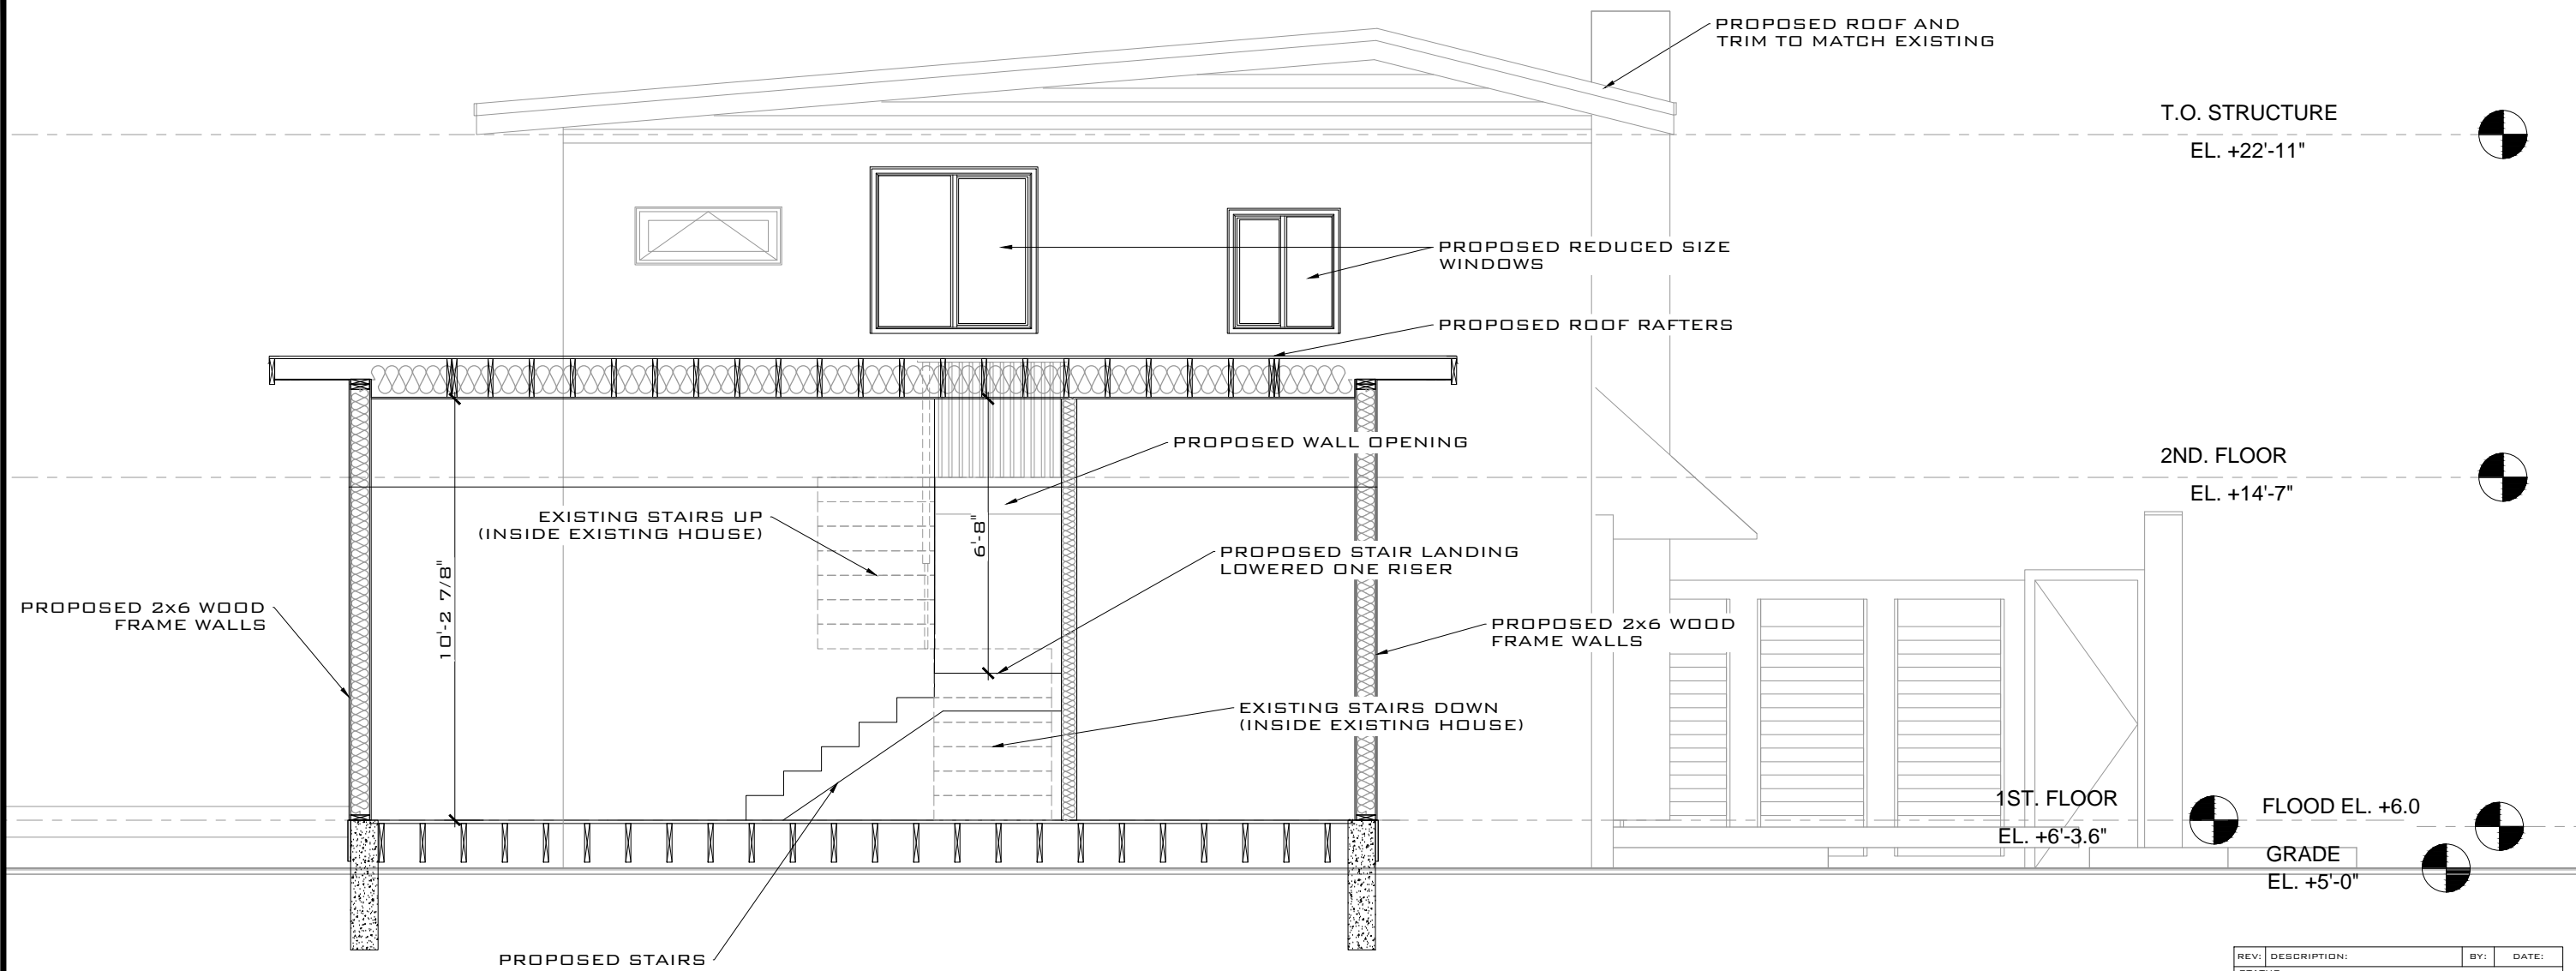 PROPOSED ROOF AND
TRIM TO MATCH EXISTING
T.O. STRUCTURE
EL. +22'-11"
PROPOSED REDUCED SIZE
WINDOWS
PROPOSED ROOF RAFTERS
PROPOSED WALL OPENING
2ND. FLOOR
EL. +14'-7"
EXISTING STAIRS UP
(INSIDE EXISTING HOUSE)
6'-8"
PROPOSED STAIR LANDING
LOWERED ONE RISER
10'-2 7/8"
PROPOSED 2x6 WOOD
FRAME WALLS
PROPOSED 2x6 WOOD
FRAME WALLS
EXISTING STAIRS DOWN
(INSIDE EXISTING HOUSE)
1ST. FLOOR
EL. +6'-3.6"
FLOOD EL. +6.0
GRADE
EL. +5'-0"
PROPOSED STAIRS
REV: DESCRIPTION: BY: DATE: